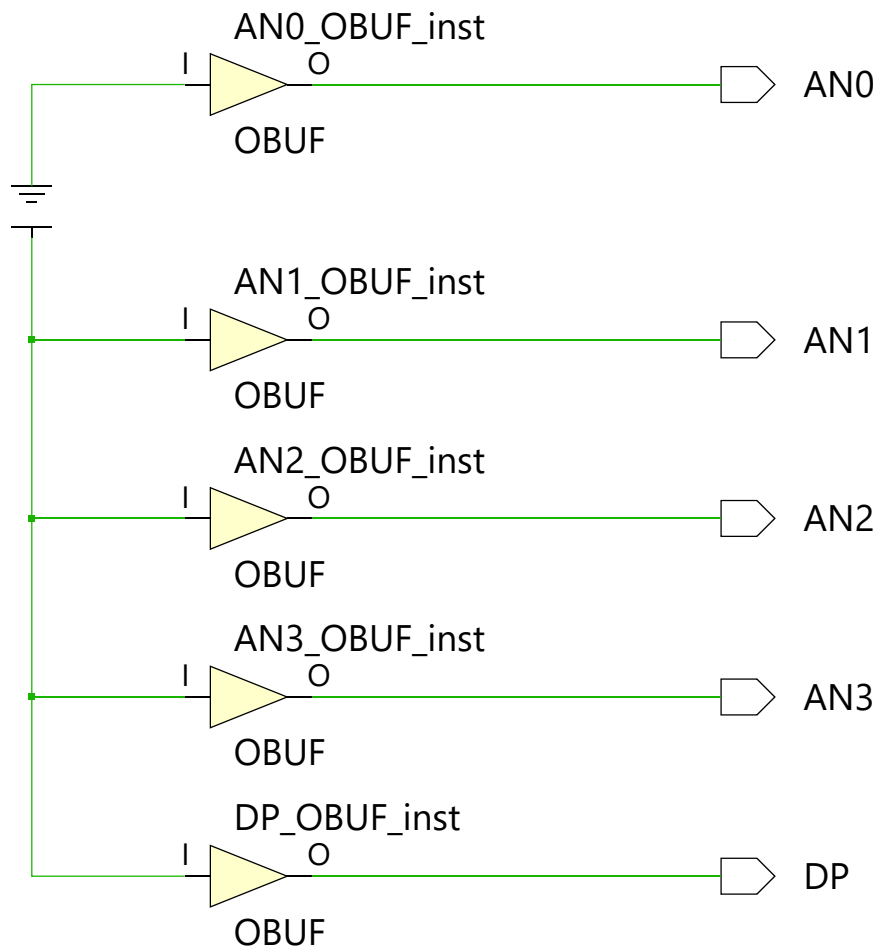 AN0_OBUF_inst
I
O
AN0
OBUF
AN1_OBUF_inst
I
O
AN1
OBUF
AN2_OBUF_inst
I
O
AN2
OBUF
AN3_OBUF_inst
I
O
AN3
OBUF
DP_OBUF_inst
I
O
DP
OBUF